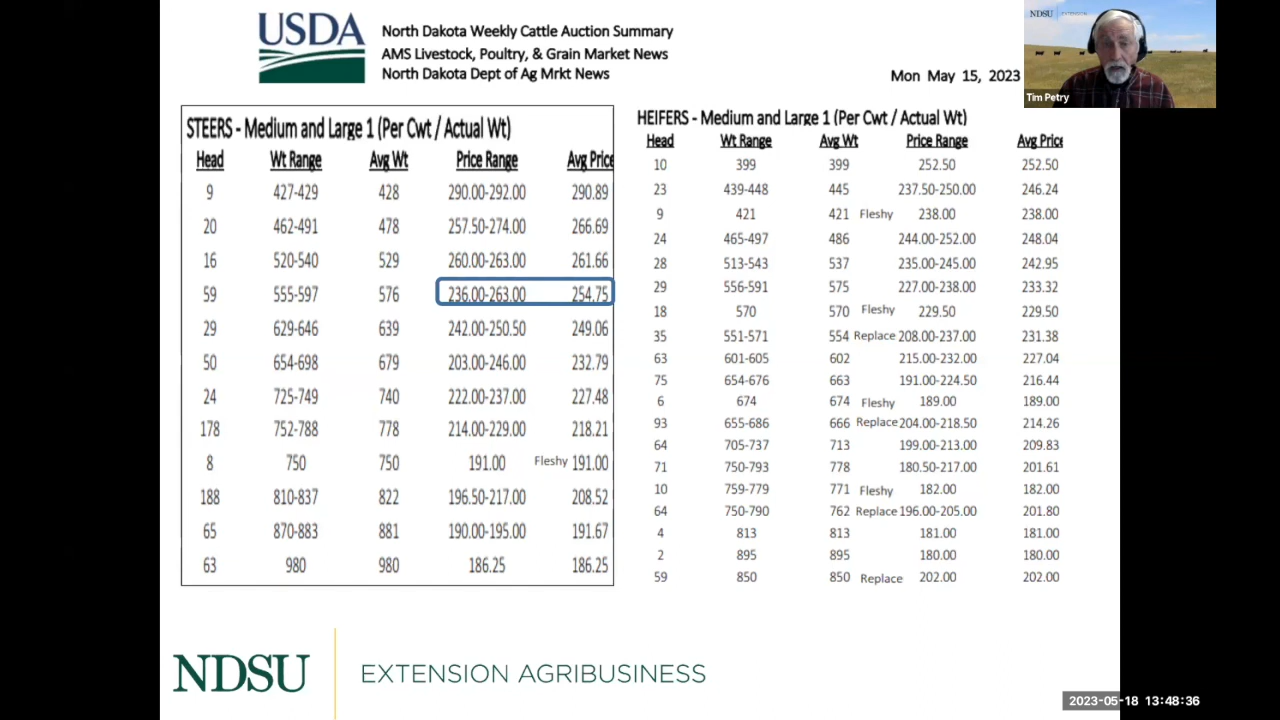 USDA
North Dakota Weekly Cattle Auction Summary
AMS Livestock, Poultry, & Grain Market News
North Dakota Dept of Ag Mrkt News
Mon May 15, 2023
NDSU EXTENSION
Tim Petry
STEERS - Medium and Large 1 (Per Cwt / Actual Wt)
Head Wt Range Avg Wt Price Range Avg Price
9 427-429 428 290.00-292.00 290.89
20 462-491 478 257.50-274.00 266.69
16 520-540 529 260.00-263.00 261.66
59 555-597 576 236.00-263.00 254.75
29 629-646 639 242.00-250.50 249.06
50 654-698 679 203.00-246.00 232.79
24 725-749 740 222.00-237.00 227.48
178 752-788 778 214.00-229.00 218.21
8 750 750 191.00 Fleshy 191.00
188 810-837 822 196.50-217.00 208.52
65 870-883 881 190.00-195.00 191.67
63 980 980 186.25 186.25
HEIFERS - Medium and Large 1 (Per Cwt / Actual Wt)
Head Wt Range Avg Wt Price Range Avg Price
10 399 399 252.50 252.50
23 439-448 445 237.50-250.00 246.24
9 421 421 Fleshy 238.00 238.00
24 465-497 486 244.00-252.00 248.04
28 513-543 537 235.00-245.00 242.95
29 556-591 575 227.00-238.00 233.32
18 570 570 Fleshy 229.50 229.50
35 551-571 554 Replace 208.00-237.00 231.38
63 601-605 602 215.00-232.00 227.04
75 654-676 663 191.00-224.50 216.44
6 674 674 Fleshy 189.00 189.00
93 655-686 666 Replace 204.00-218.50 214.26
64 705-737 713 199.00-213.00 209.83
71 750-793 778 180.50-217.00 201.61
10 759-779 771 Fleshy 182.00 182.00
64 750-790 762 Replace 196.00-205.00 201.80
4 813 813 181.00 181.00
2 895 895 180.00 180.00
59 850 850 Replace 202.00 202.00
NDSU EXTENSION AGRIBUSINESS
2023-05-18 13:48:36